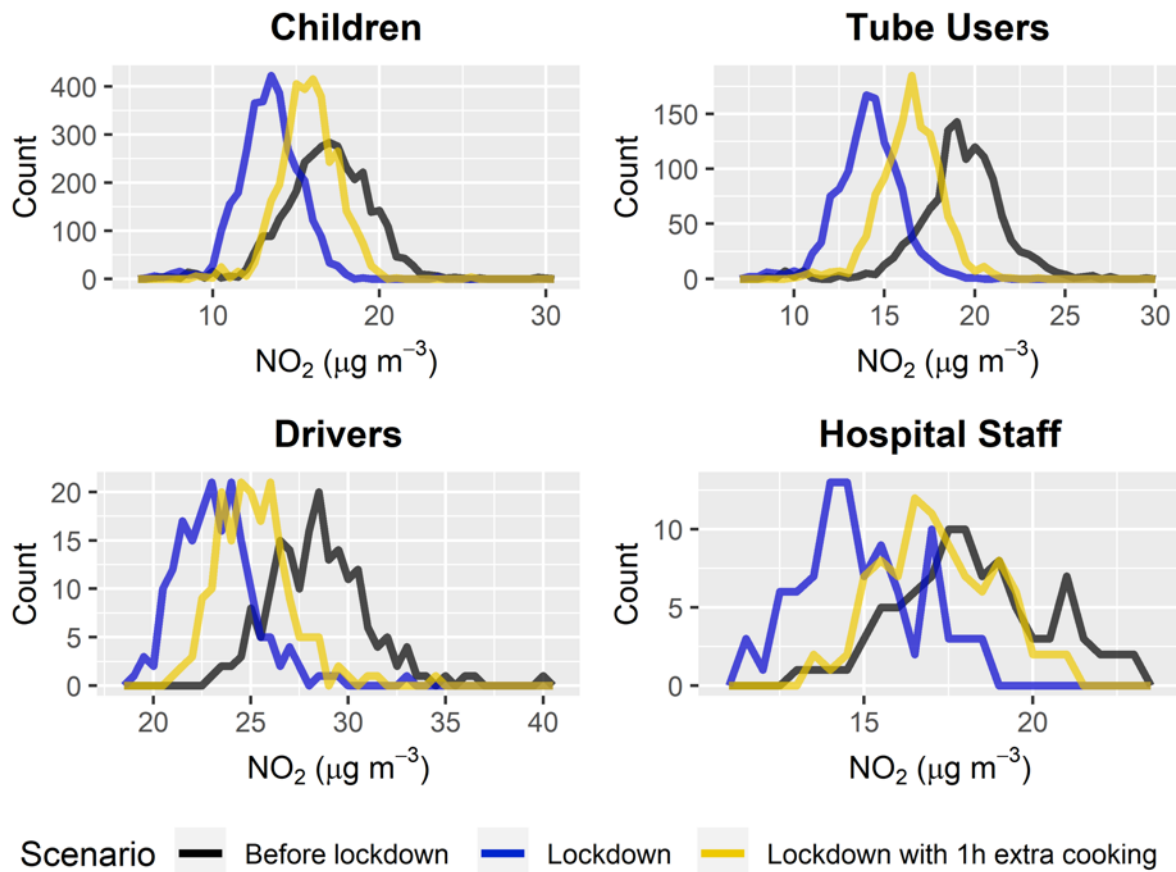 Children
Tube Users
400
300
200
100
0
Count
10 20 30
NO₂ (μg m⁻³)
150
100
50
0
Count
10 15 20 25 30
NO₂ (μg m⁻³)
Drivers
Hospital Staff
20
15
10
5
0
Count
20 25 30 35 40
NO₂ (μg m⁻³)
10
5
0
Count
15 20
NO₂ (μg m⁻³)
Scenario Before lockdown Lockdown Lockdown with 1h extra cooking